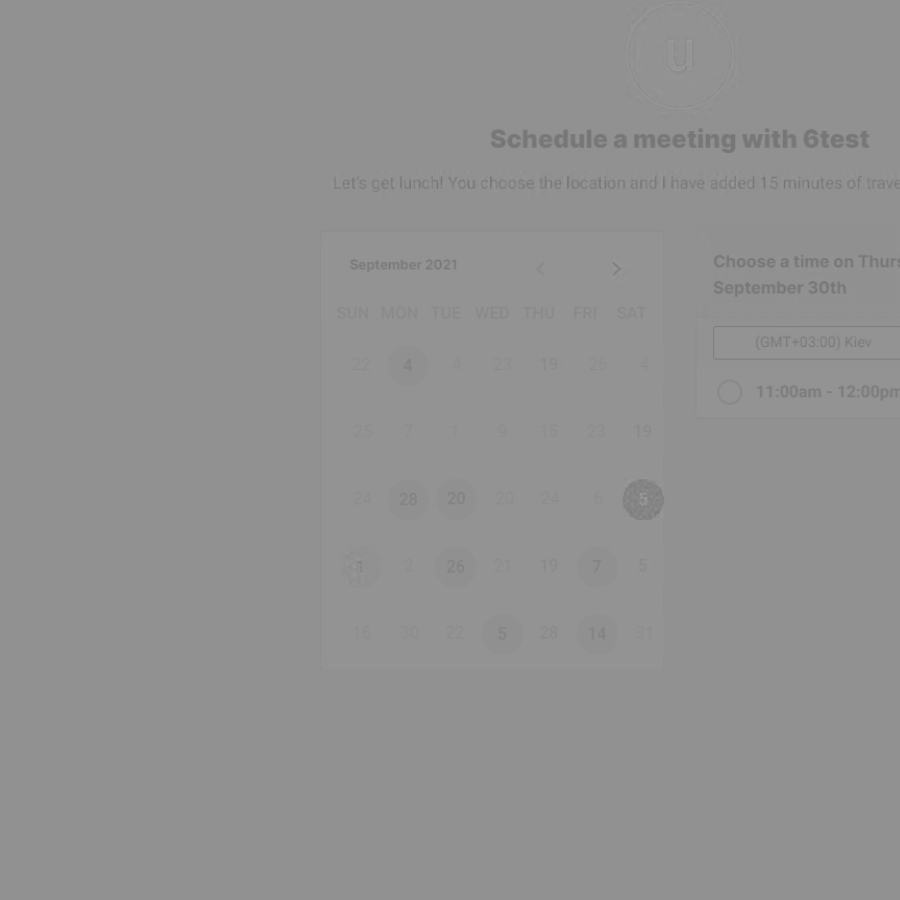 u
Schedule a meeting with 6test
Let's get lunch! You choose the location and I have added 15 minutes of trave
September 2021
SUN MON TUE WED THU FRI SAT
22 4 4 23 19 26 4
25 7 1 9 15 23 19
24 28 20 20 24 6 5
1 2 26 21 19 7 5
16 30 22 5 28 14 31
Choose a time on Thurs
September 30th
(GMT+03:00) Kiev
11:00am - 12:00pm